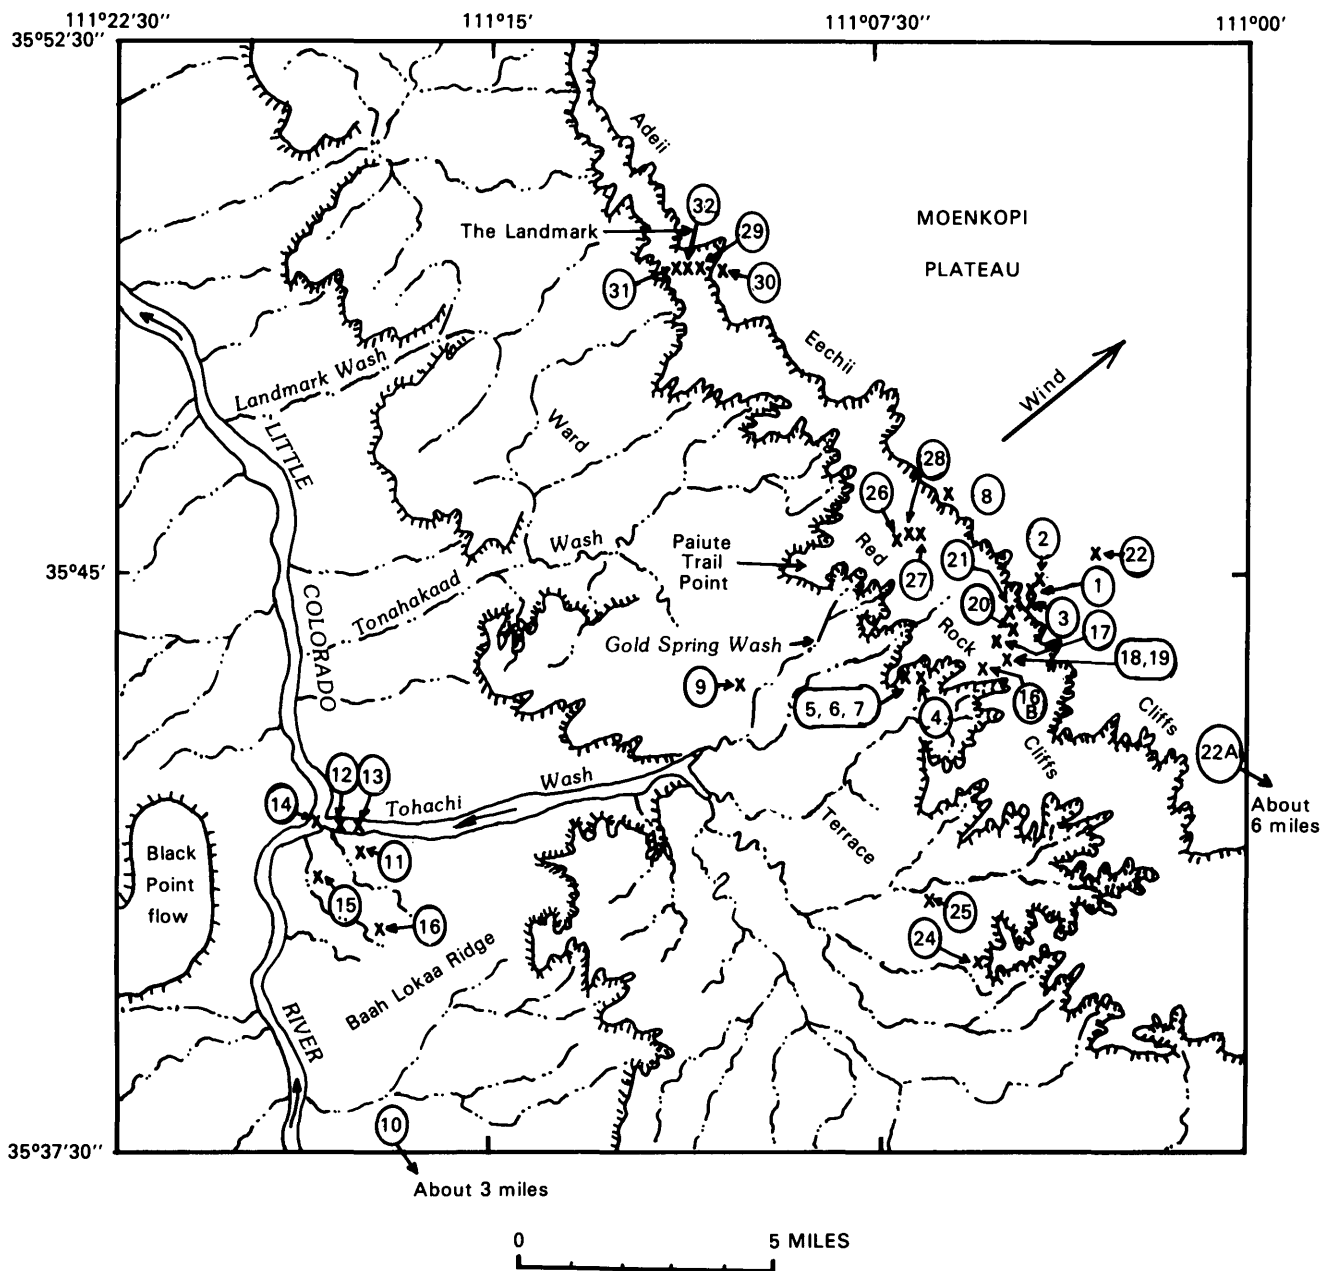 111°22'30''
111°15'
111°07'30''
111°00'
35°52'30''
Adeii
MOENKOPI
PLATEAU
32
29
The Landmark
31
30
Eechii
Wind
Landmark Wash
LITTLE
Ward
28
26
8
2
Red
22
21
1
27
Wash
Paiute
Trail
Point
35°45'
Tonahakaad
20
3
17
COLORADO
Gold Spring Wash
Rock
18,19
9
5, 6, 7
4
16
B
Cliffs
Cliffs
22A
About
6 miles
12
13
14
Tohachi
Wash
Terrace
Black
Point
flow
11
15
16
25
24
Baah Lokaa Ridge
RIVER
10
35°37'30''
About 3 miles
0
5 MILES